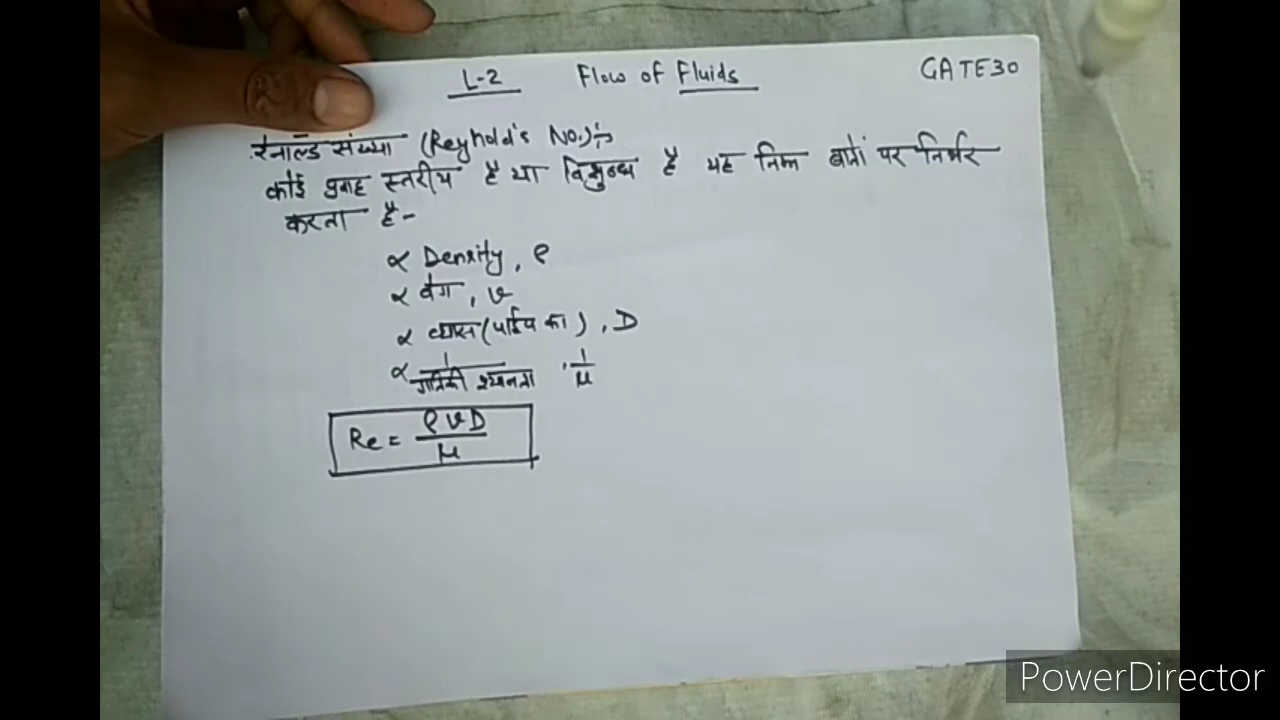 L-2 Flow of Fluids GATE30
रेनाल्ड संख्या (Reynold's No.):-
कोई प्रवाह स्तरीय है या विक्षुब्ध है यह निम्न बातों पर निर्भर
करता है-
∝ Density, ρ
∝ वेग, v
∝ व्यास (पाईप का), D
∝ 1/गतिकी श्यानता, 1/μ
Re = ρvD/μ
PowerDirector